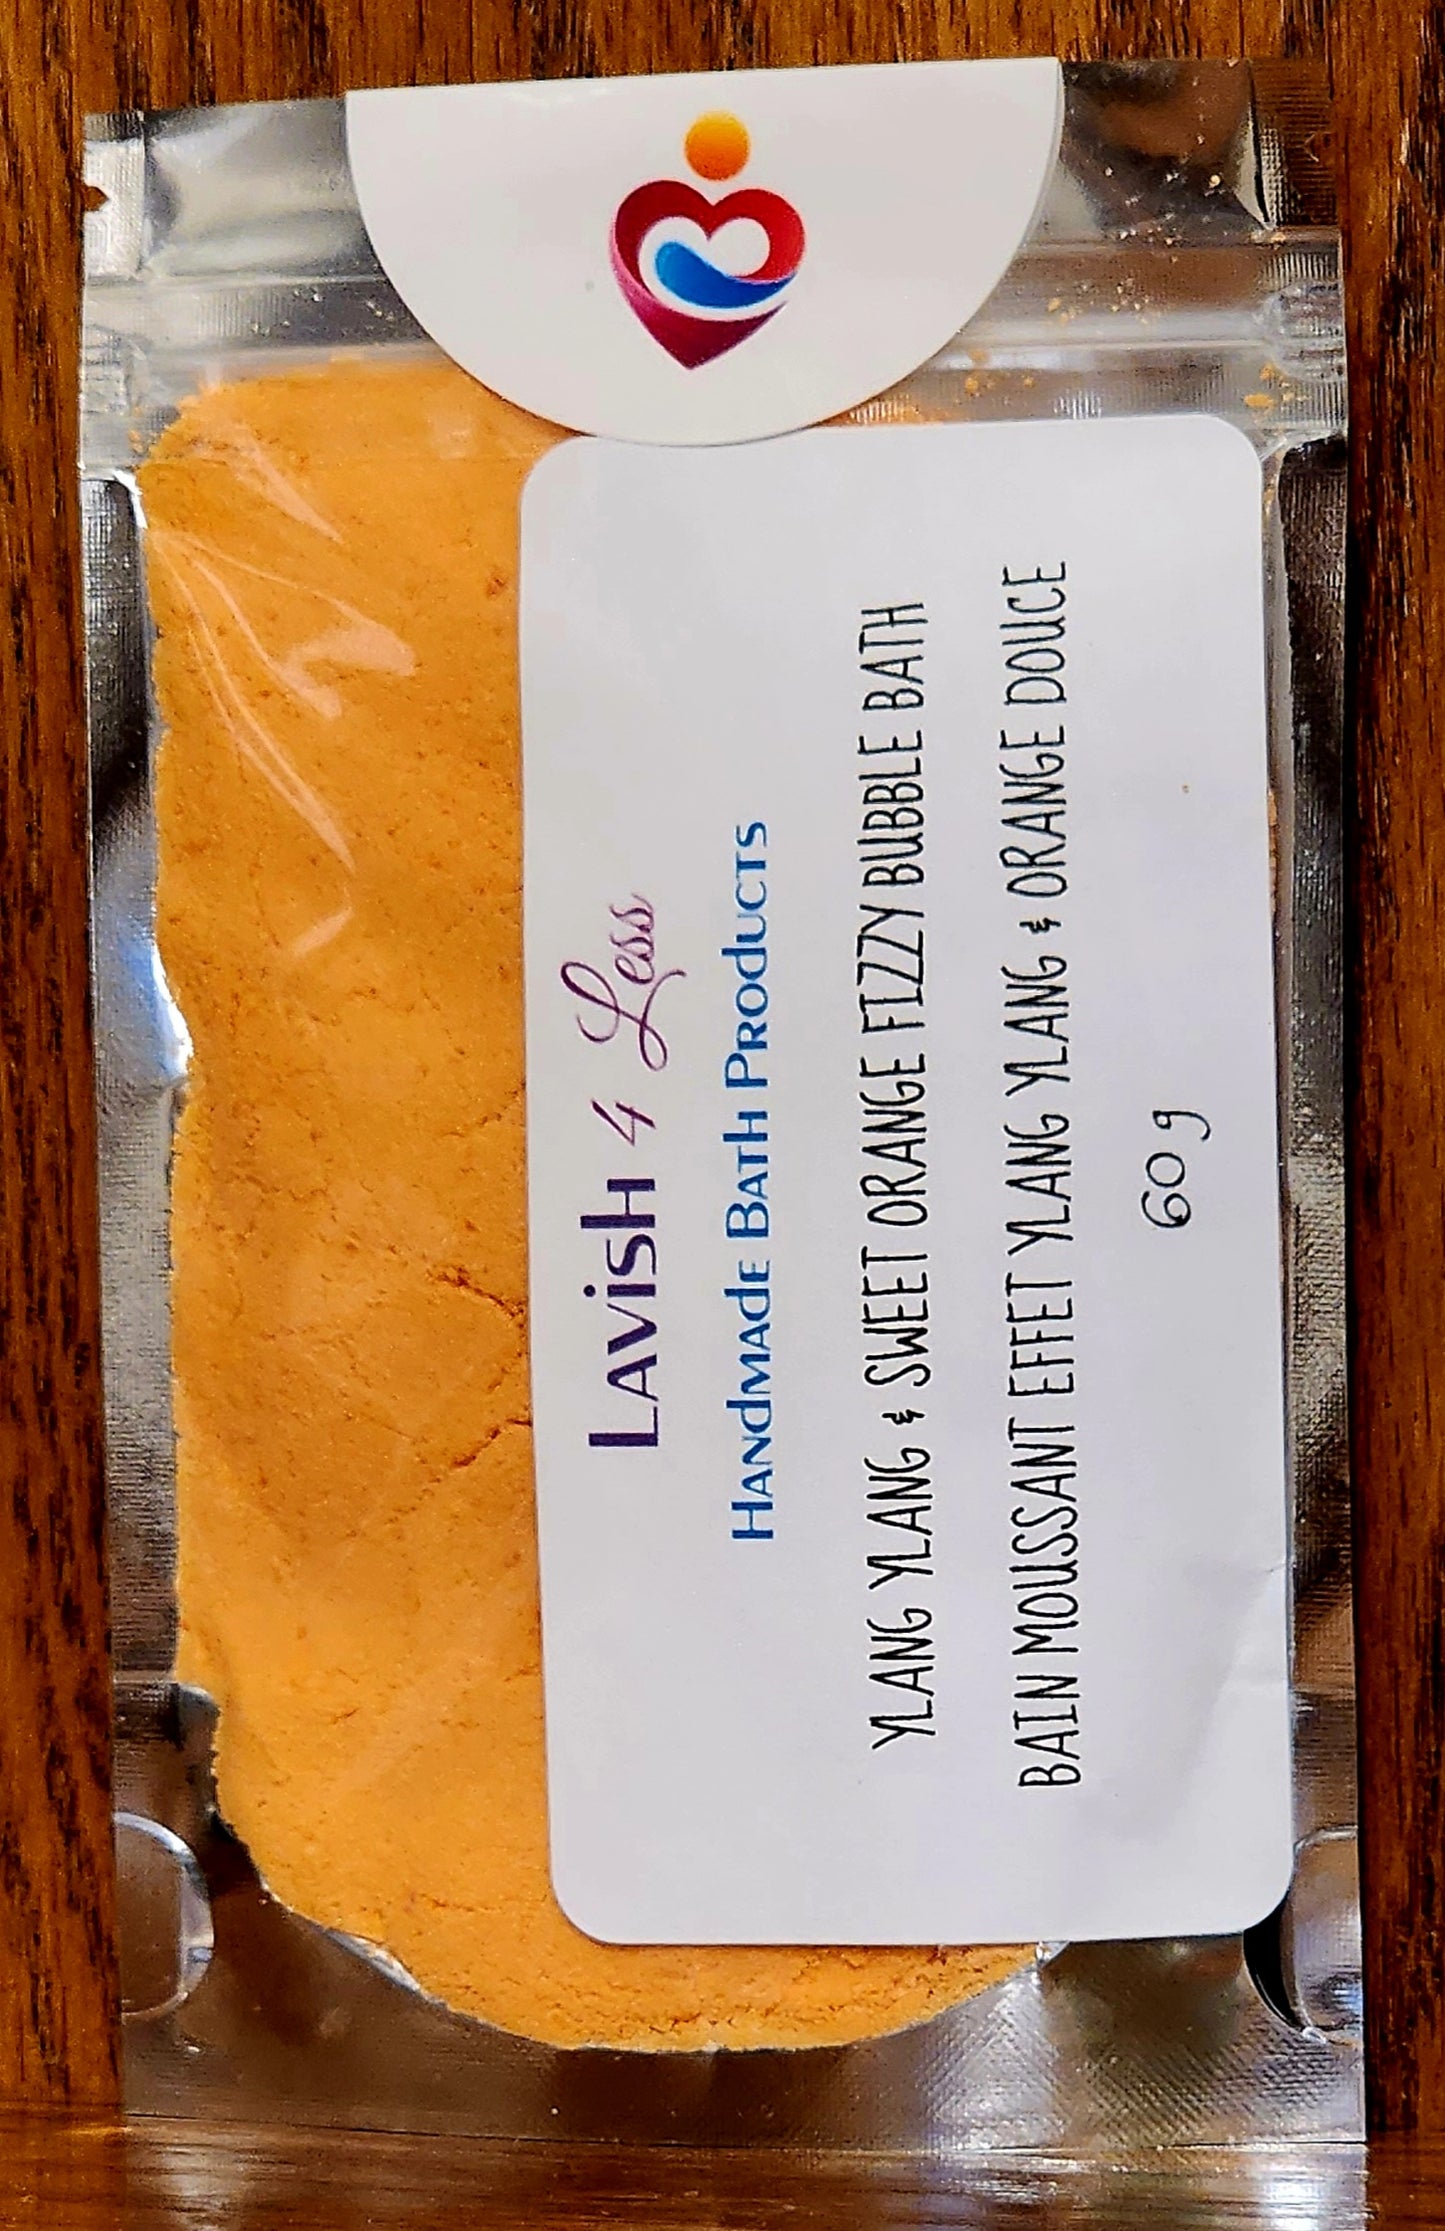 Lavish 4 Less
Handmade Bath Products
YLANG YLANG & SWEET ORANGE FIZZY BUBBLE BATH
BAIN MOUSSANT EFFET YLANG YLANG & ORANGE DOUCE
60 g